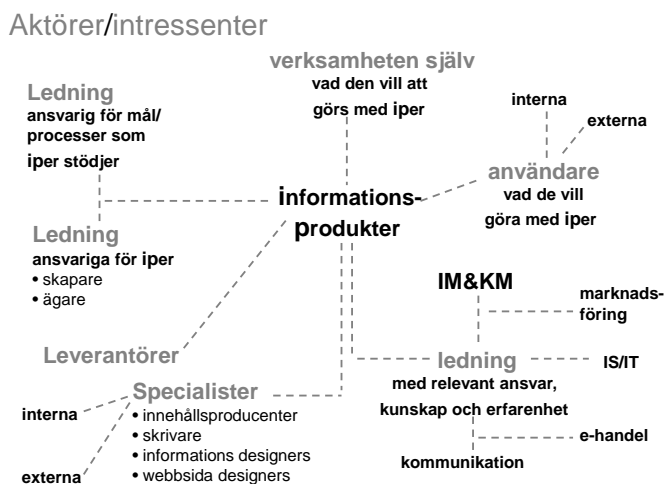 Aktörer/intressenter
verksamheten själv
vad den vill att
görs med iper
Ledning
ansvarig för mål/
processer som
iper stödjer
interna
externa
användare
vad de vill
göra med iper
informations-
produkter
Ledning
ansvariga för iper
• skapare
• ägare
IM&KM
marknads-
föring
Leverantörer
ledning
med relevant ansvar,
kunskap och erfarenhet
IS/IT
Specialister
• innehållsproducenter
• skrivare
• informations designers
• webbsida designers
interna
externa
e-handel
kommunikation